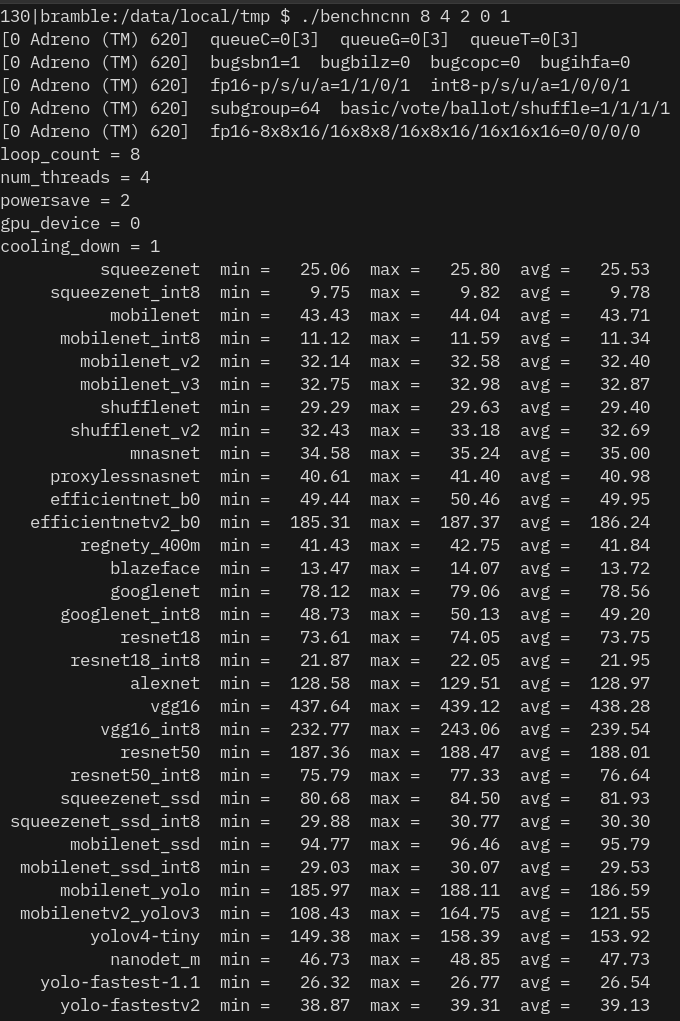 130|bramble:/data/local/tmp $ ./benchncnn 8 4 2 0 1
[0 Adreno (TM) 620]  queueC=0[3]  queueG=0[3]  queueT=0[3]
[0 Adreno (TM) 620]  bugsbn1=1  bugbilz=0  bugcopc=0  bugihfa=0
[0 Adreno (TM) 620]  fp16-p/s/u/a=1/1/0/1  int8-p/s/u/a=1/0/0/1
[0 Adreno (TM) 620]  subgroup=64  basic/vote/ballot/shuffle=1/1/1/1
[0 Adreno (TM) 620]  fp16-8x8x16/16x8x8/16x8x16/16x16x16=0/0/0/0
loop_count = 8
num_threads = 4
powersave = 2
gpu_device = 0
cooling_down = 1
squeezenet  min =   25.06  max =   25.80  avg =   25.53
squeezenet_int8  min =    9.75  max =    9.82  avg =    9.78
mobilenet  min =   43.43  max =   44.04  avg =   43.71
mobilenet_int8  min =   11.12  max =   11.59  avg =   11.34
mobilenet_v2  min =   32.14  max =   32.58  avg =   32.40
mobilenet_v3  min =   32.75  max =   32.98  avg =   32.87
shufflenet  min =   29.29  max =   29.63  avg =   29.40
shufflenet_v2  min =   32.43  max =   33.18  avg =   32.69
mnasnet  min =   34.58  max =   35.24  avg =   35.00
proxylessnasnet  min =   40.61  max =   41.40  avg =   40.98
efficientnet_b0  min =   49.44  max =   50.46  avg =   49.95
efficientnetv2_b0  min =  185.31  max =  187.37  avg =  186.24
regnety_400m  min =   41.43  max =   42.75  avg =   41.84
blazeface  min =   13.47  max =   14.07  avg =   13.72
googlenet  min =   78.12  max =   79.06  avg =   78.56
googlenet_int8  min =   48.73  max =   50.13  avg =   49.20
resnet18  min =   73.61  max =   74.05  avg =   73.75
resnet18_int8  min =   21.87  max =   22.05  avg =   21.95
alexnet  min =  128.58  max =  129.51  avg =  128.97
vgg16  min =  437.64  max =  439.12  avg =  438.28
vgg16_int8  min =  232.77  max =  243.06  avg =  239.54
resnet50  min =  187.36  max =  188.47  avg =  188.01
resnet50_int8  min =   75.79  max =   77.33  avg =   76.64
squeezenet_ssd  min =   80.68  max =   84.50  avg =   81.93
squeezenet_ssd_int8  min =   29.88  max =   30.77  avg =   30.30
mobilenet_ssd  min =   94.77  max =   96.46  avg =   95.79
mobilenet_ssd_int8  min =   29.03  max =   30.07  avg =   29.53
mobilenet_yolo  min =  185.97  max =  188.11  avg =  186.59
mobilenetv2_yolov3  min =  108.43  max =  164.75  avg =  121.55
yolov4-tiny  min =  149.38  max =  158.39  avg =  153.92
nanodet_m  min =   46.73  max =   48.85  avg =   47.73
yolo-fastest-1.1  min =   26.32  max =   26.77  avg =   26.54
yolo-fastestv2  min =   38.87  max =   39.31  avg =   39.13